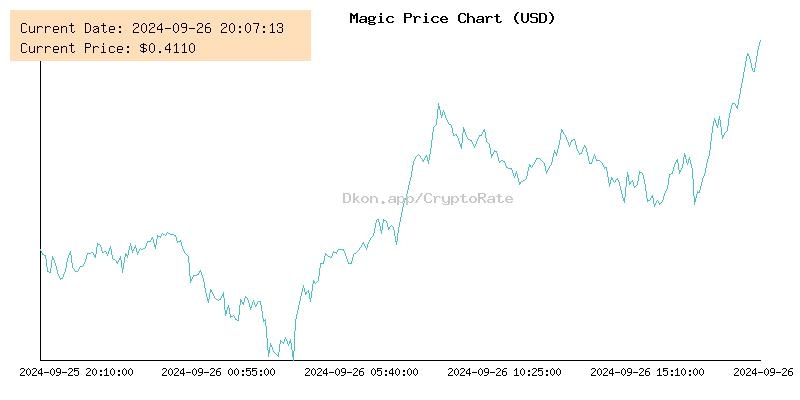 Magic Price Chart (USD)
Current Date: 2024-09-26 20:07:13
Current Price: $0.4110
Dkon.app/CryptoRate
2024-09-25 20:10:00 2024-09-26 00:55:00 2024-09-26 05:40:00 2024-09-26 10:25:00 2024-09-26 15:10:00 2024-09-26